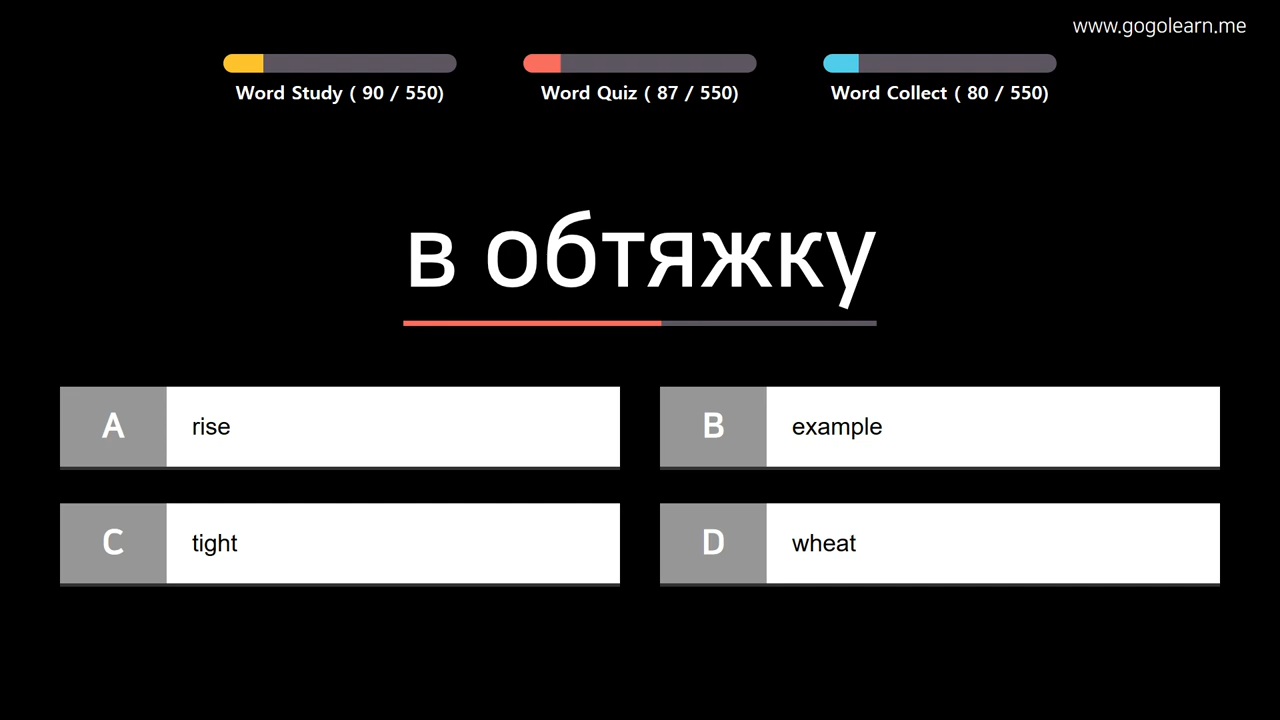 www.gogolearn.me
Word Study ( 90 / 550)
Word Quiz ( 87 / 550)
Word Collect ( 80 / 550)
в обтяжку
A rise
B example
C tight
D wheat